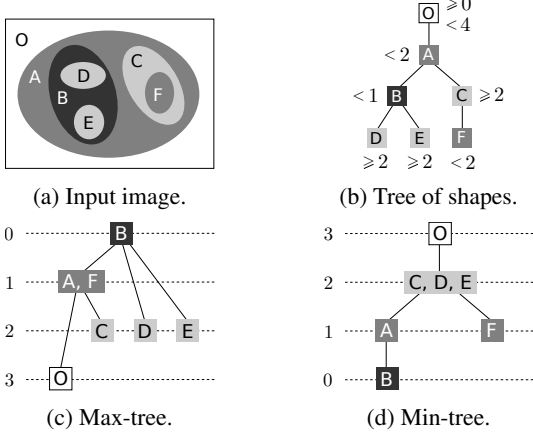 O
A
B
C
D
E
F
(a) Input image.
O ⩾0
<4
<2 A
<1 B C ⩾2
D E F
⩾2 ⩾2 <2
(b) Tree of shapes.
0 B
1 A, F
2 C D E
3 O
(c) Max-tree.
3 O
2 C, D, E
1 A F
0 B
(d) Min-tree.